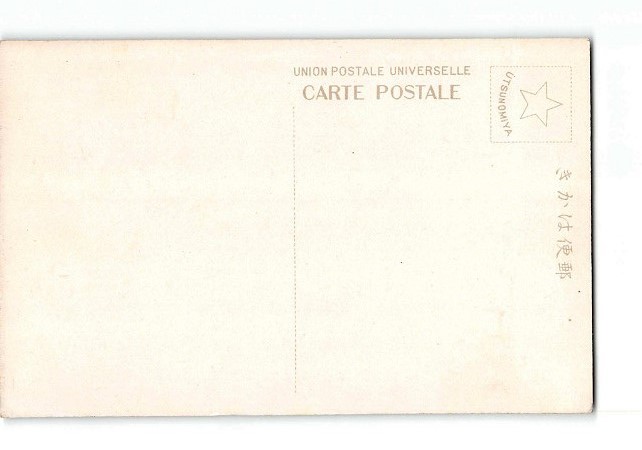 UNION POSTALE UNIVERSELLE
CARTE POSTALE
UTSUNOMIYA
きかは便郵